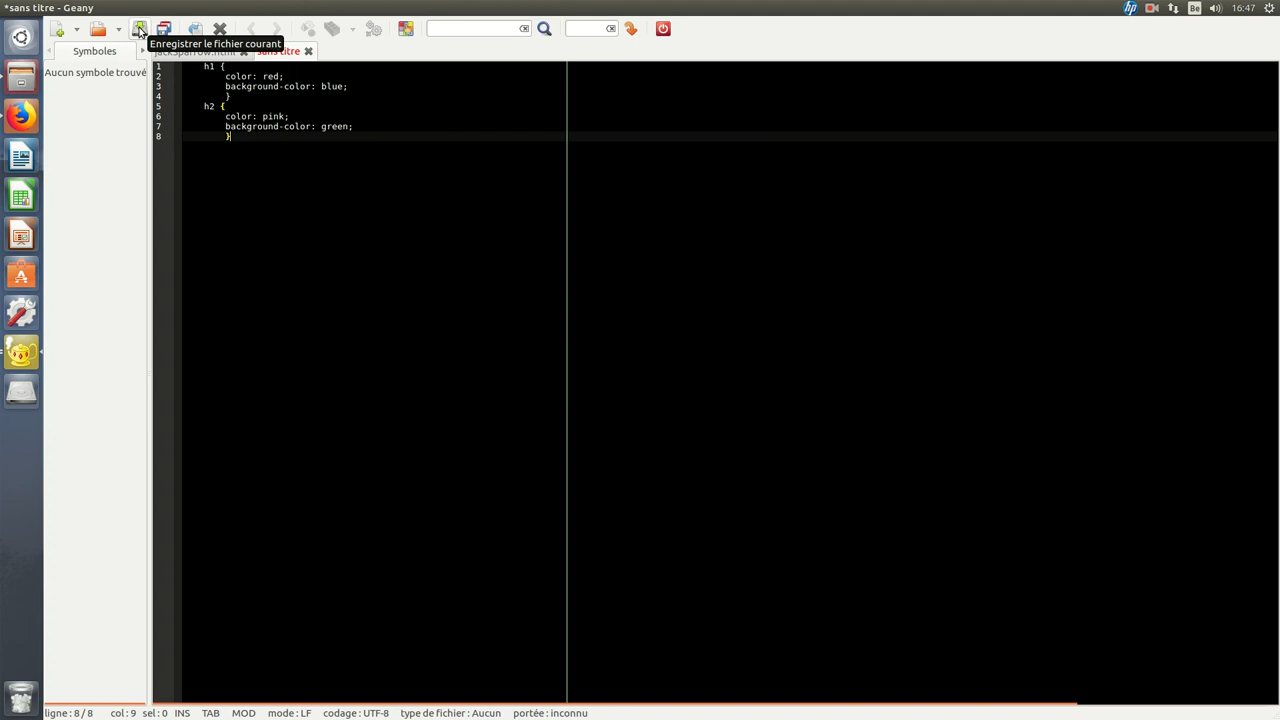 *sans titre - Geany
Be
16:47
Enregistrer le fichier courant
Symboles
sans titre
Aucun symbole trouvé
1 h1 {
2 color: red;
3 background-color: blue;
4 }
5 h2 {
6 color: pink;
7 background-color: green;
8 }
ligne : 8 / 8 col : 9 sel : 0 INS TAB MOD mode : LF codage : UTF-8 type de fichier : Aucun portée : inconnu